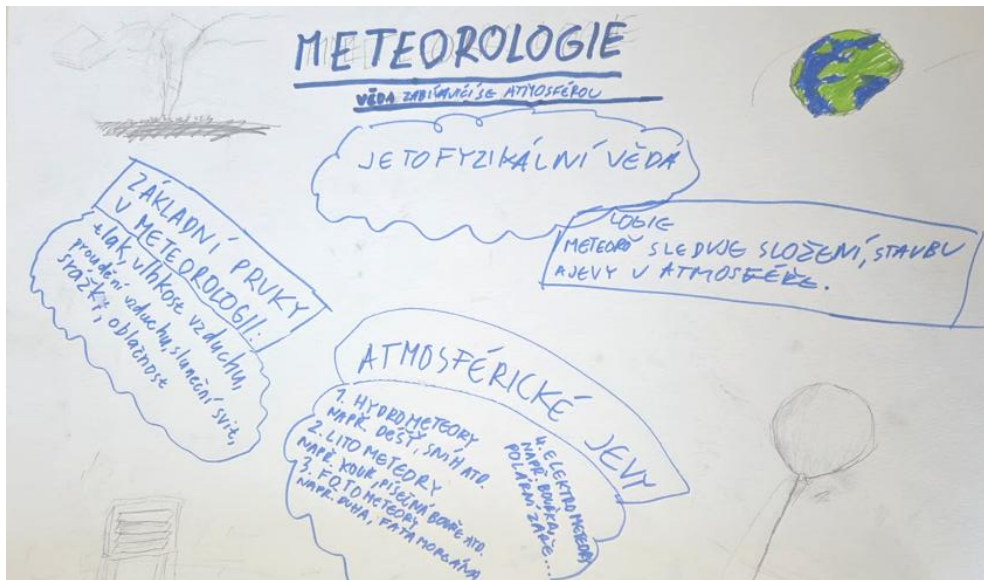 METEOROLOGIE
VĚDA ZABÍVAJÍCÍ SE ATMOSFÉROU
JE TO FYZIKÁLNÍ VĚDA
LOGIE
METEORO SLEDUJE SLOŽENÍ, STAVBU
A JEVY V ATMOSFÉŘE.
ZÁKLADNÍ PRVKY
V METEOROLOGII:
tlak, vlhkost vzduchu,
proudění vzduchu, sluneční svit,
srážky, oblačnost
ATMOSFÉRICKÉ JEVY
1. HYDROMETEORY
NAPŘ. DÉŠŤ, SNÍH ATD.
2. LITOMETEORY
NAPŘ. KOUŘ, PÍSEČNÁ BOUŘE ATD.
3. FOTOMETEORY
NAPŘ. DUHA, FATA MORGÁNA
4. ELEKTROMETEORY
NAPŘ. BOUŘKA,
POLÁRNÍ ZÁŘE...